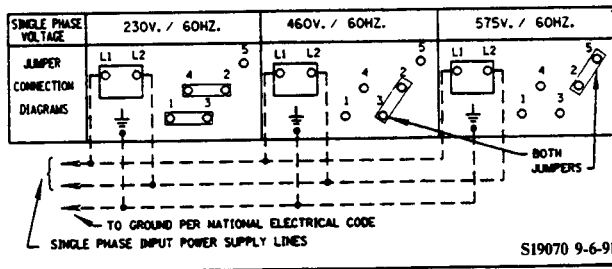 SINGLE PHASE VOLTAGE
230V. / 60HZ.
460V. / 60HZ.
575V. / 60HZ.
JUMPER
CONNECTION
DIAGRAMS
L1 L2 5
4 2
1 3
L1 L2 5
4 2
1 3
L1 L2 5
4 2
1 3
BOTH
JUMPERS
TO GROUND PER NATIONAL ELECTRICAL CODE
SINGLE PHASE INPUT POWER SUPPLY LINES
S19070 9-6-91